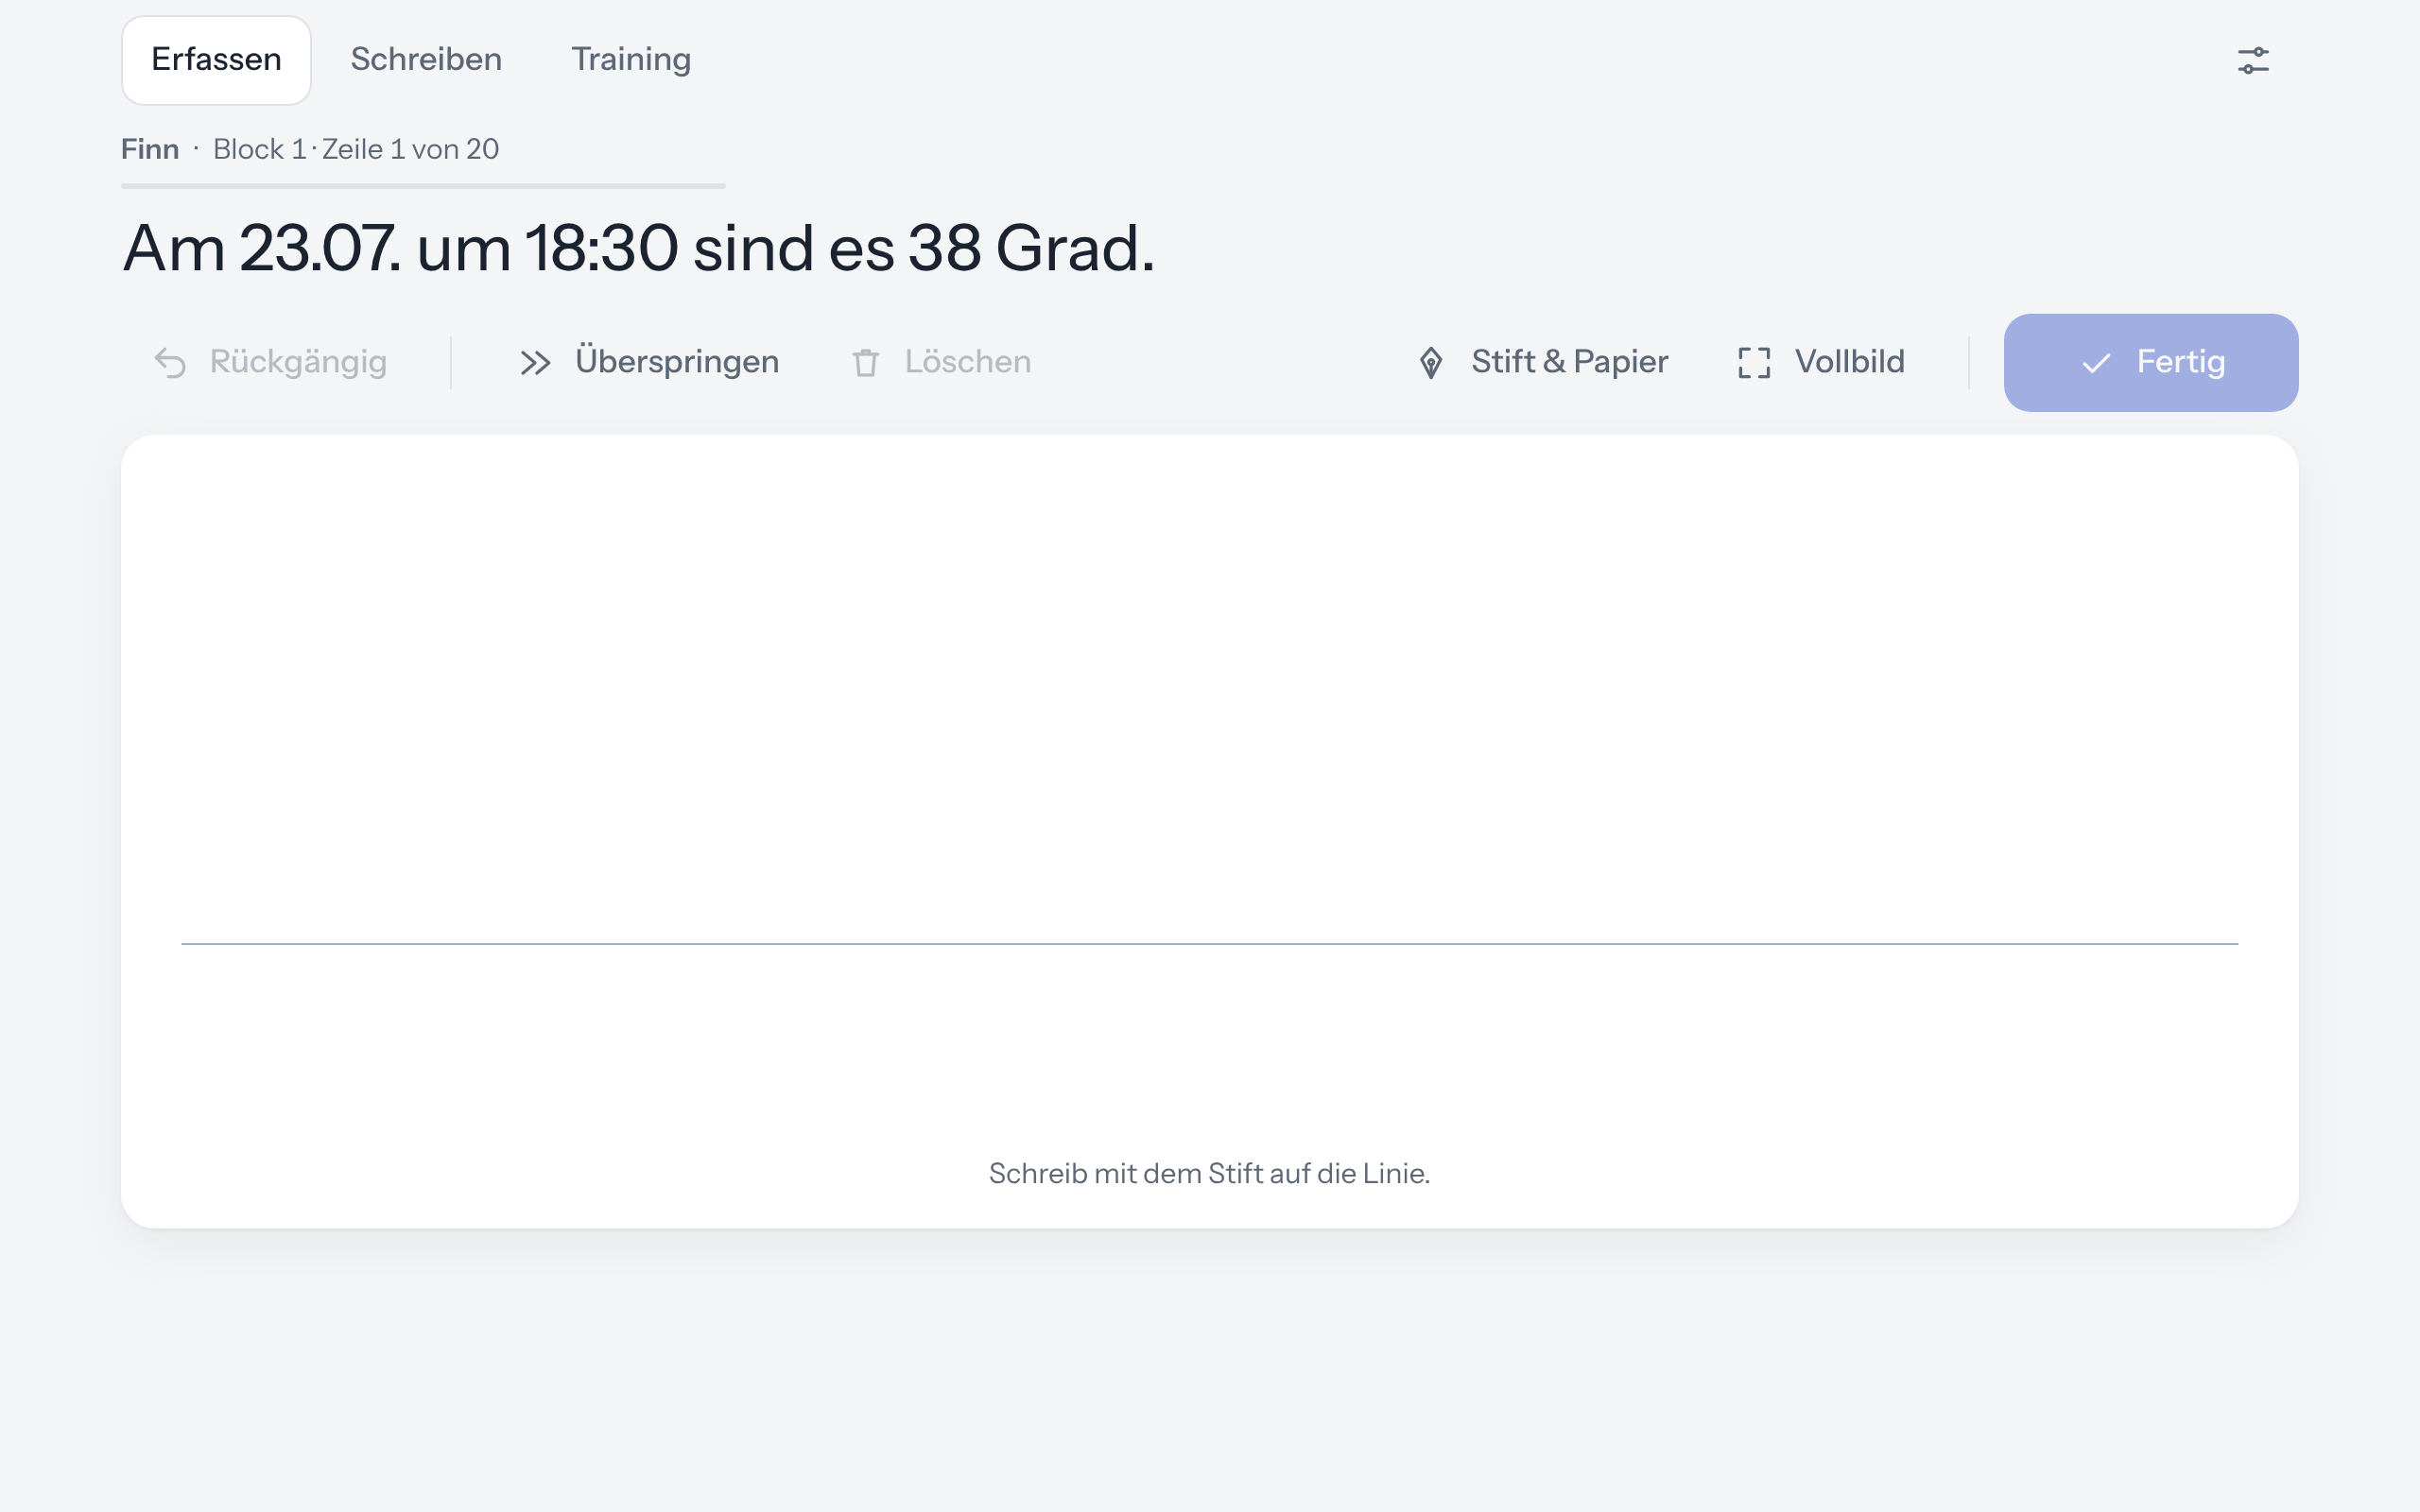 Erfassen Schreiben Training
Finn · Block 1 · Zeile 1 von 20
Am 23.07. um 18:30 sind es 38 Grad.
Rückgängig Überspringen Löschen Stift & Papier Vollbild Fertig
Schreib mit dem Stift auf die Linie.